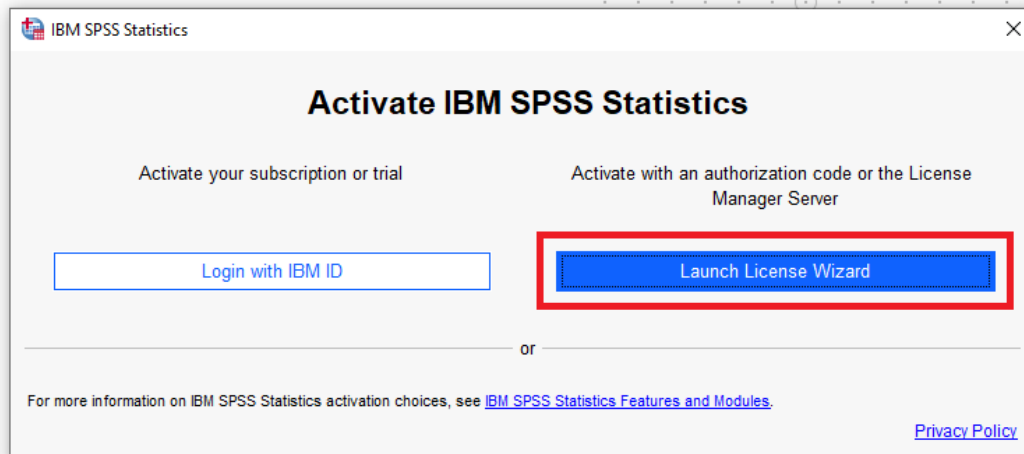 IBM SPSS Statistics
Activate IBM SPSS Statistics
Activate your subscription or trial
Login with IBM ID
Activate with an authorization code or the License
Manager Server
Launch License Wizard
or
For more information on IBM SPSS Statistics activation choices, see IBM SPSS Statistics Features and Modules.
Privacy Policy